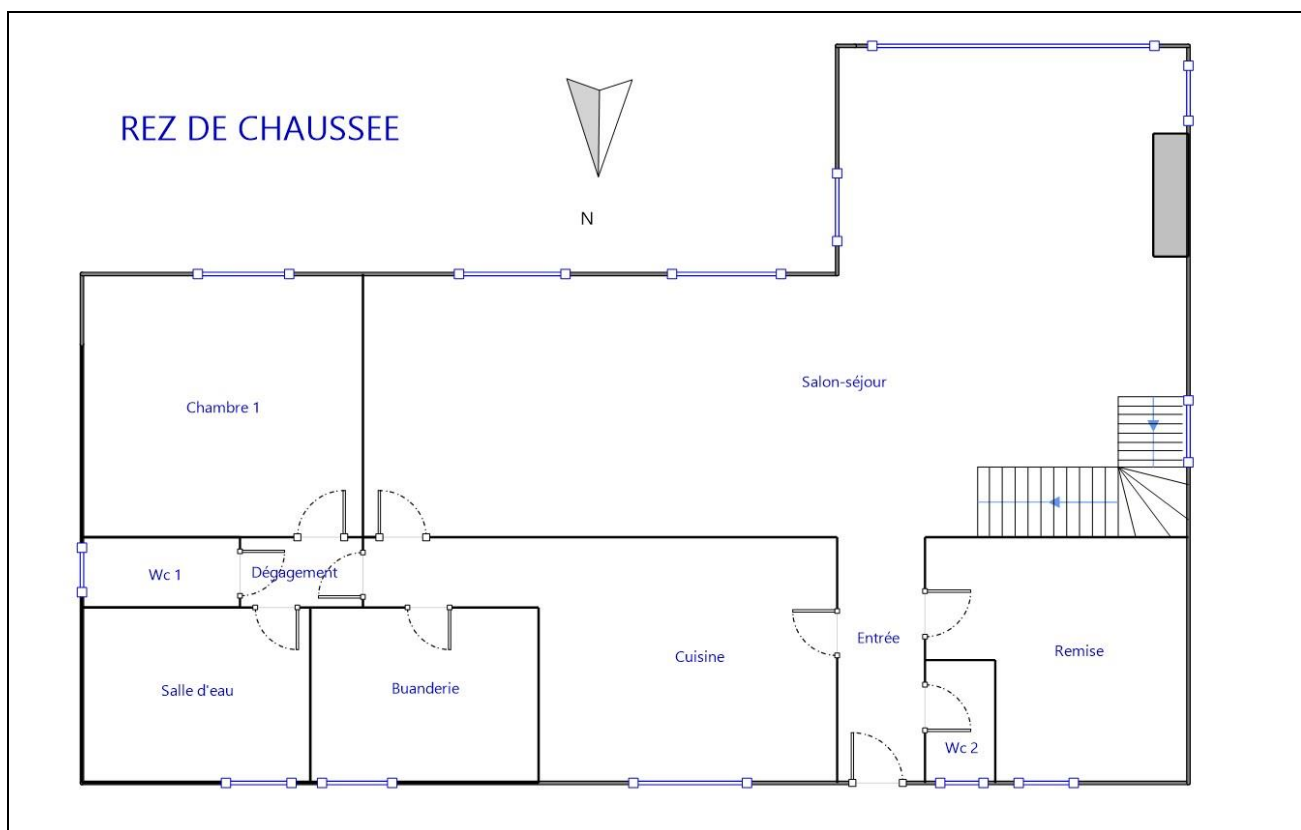 REZ DE CHAUSSEE
N
Salon-séjour
Chambre 1
Wc 1
Dégagement
Entrée
Remise
Cuisine
Salle d'eau
Buanderie
Wc 2